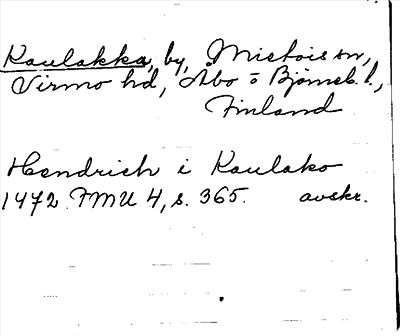 Kaulakka, by, Mietois sn,
Virmo hd, Åbo o Björneb. l.,
Finland
Hendrich i Kaulako
1472 FMU 4, s. 365. avskr.